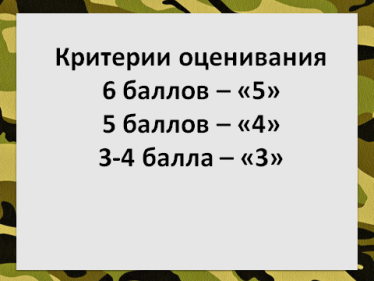 Критерии оценивания
6 баллов – «5»
5 баллов – «4»
3-4 балла – «3»